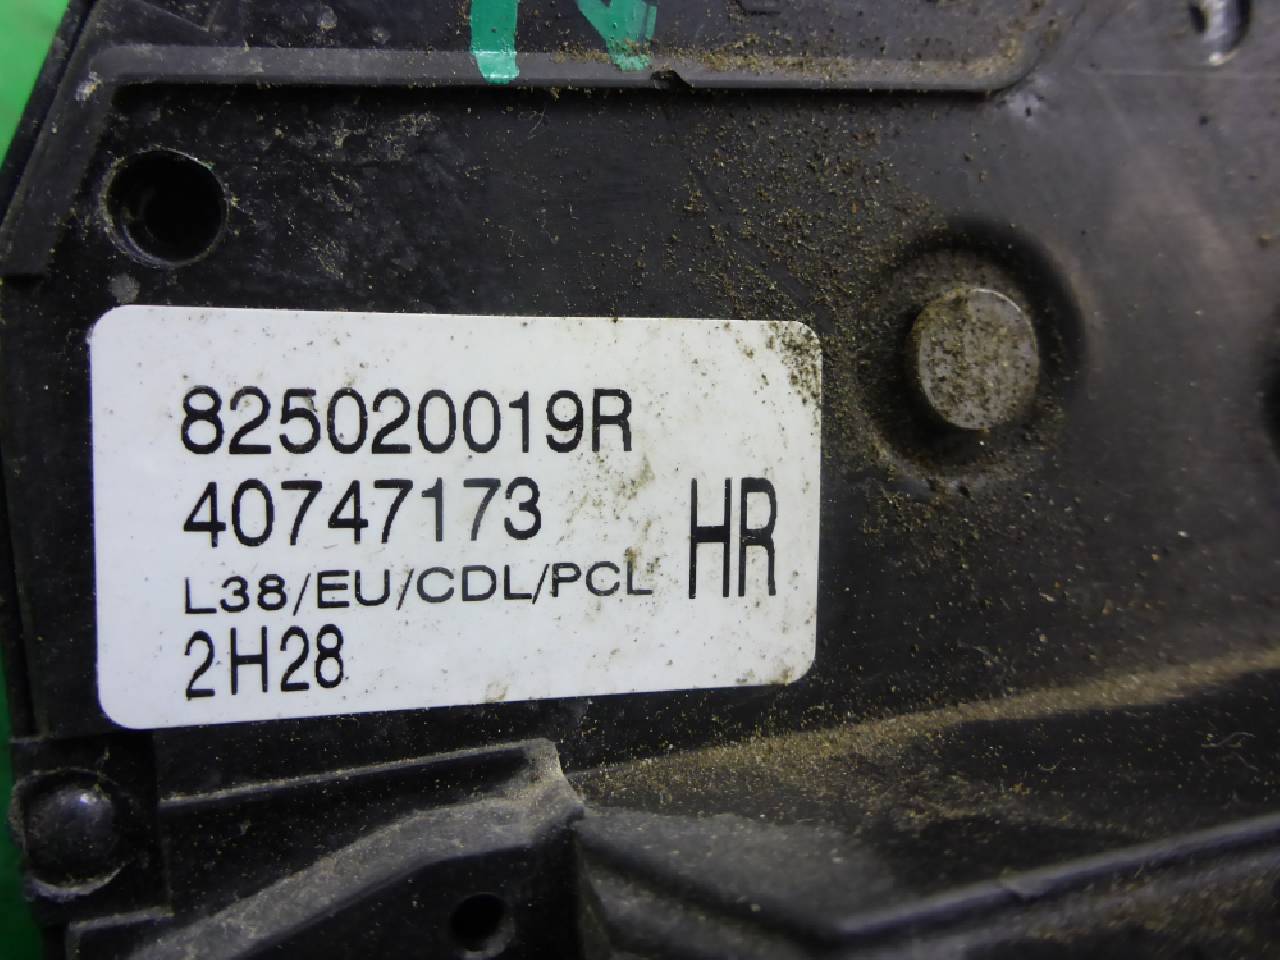 825020019R
40747173
HR
L38/EU/CDL/PCL
2H28